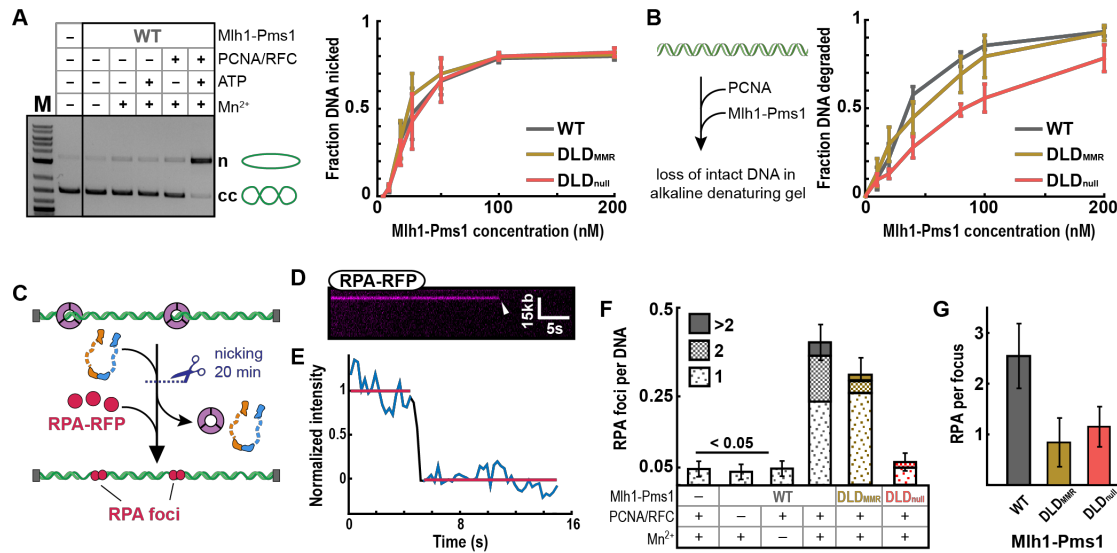 A
WT
Mlh1-Pms1
– – – – – + + PCNA/RFC
– – – + – + ATP
– – + + + + Mn2+
M
n
cc
Fraction DNA nicked
1
0.5
0
0 100 200
Mlh1-Pms1 concentration (nM)
WT
DLDMMR
DLDnull
B
PCNA
Mlh1-Pms1
loss of intact DNA in
alkaline denaturing gel
Fraction DNA degraded
1
0.5
0
0 100 200
Mlh1-Pms1 concentration (nM)
WT
DLDMMR
DLDnull
C
nicking
20 min
RPA-RFP
RPA foci
D
RPA-RFP
15kb
5s
E
Normalized intensity
1
0.5
0
0 5 10 15
Time (s)
F
RPA foci per DNA
0.5
0.25
0.05
>2
2
1
< 0.05
Mlh1-Pms1 – WT DLDMMR DLDnull
PCNA/RFC + – + + + +
Mn2+ + + – + + +
G
RPA per focus
3
2
1
WT
DLDMMR
DLDnull
Mlh1-Pms1